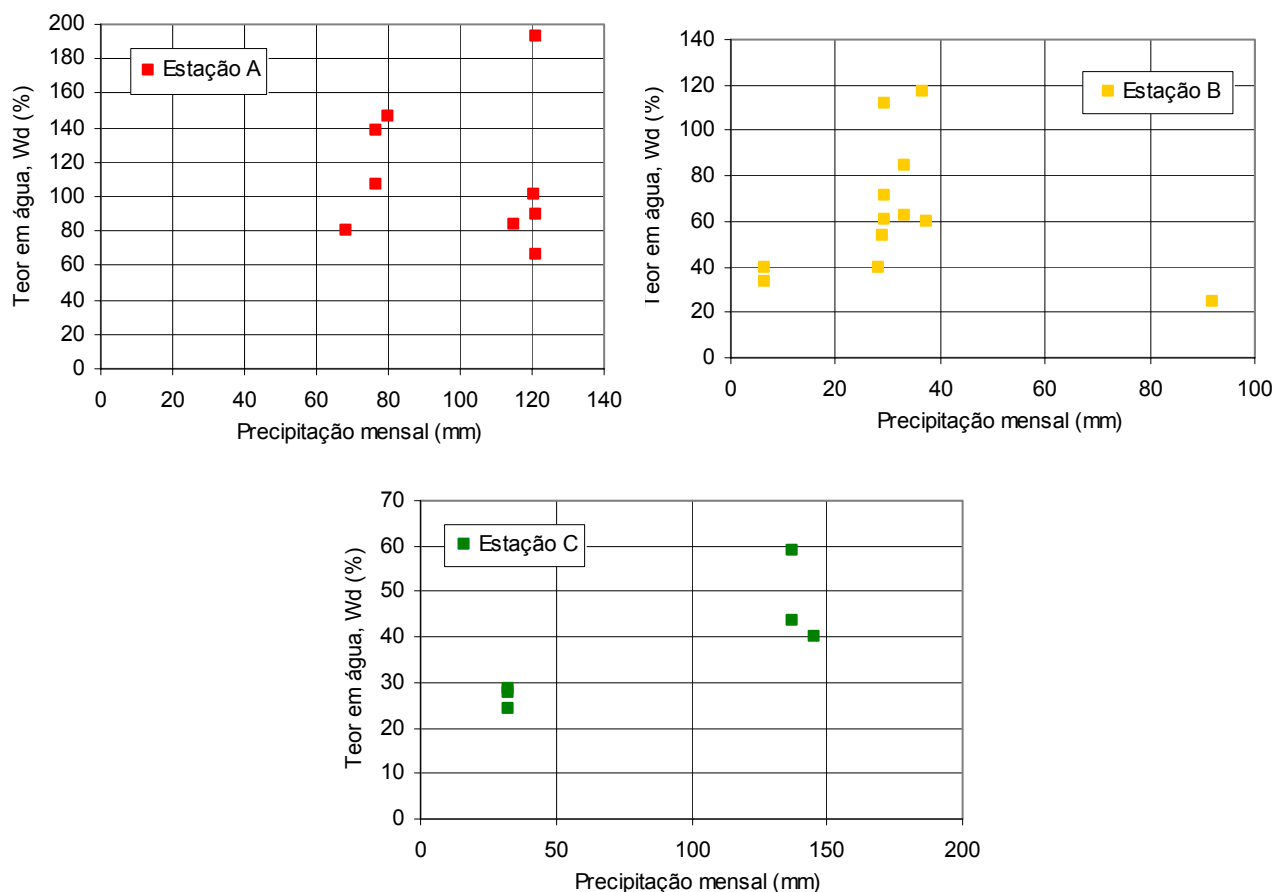 Teor em água, Wd (%)
200
180
160
140
120
100
80
60
40
20
0
Estação A
0 20 40 60 80 100 120 140
Precipitação mensal (mm)
Teor em água, Wd (%)
140
120
100
80
60
40
20
0
Estação B
0 20 40 60 80 100
Precipitação mensal (mm)
Teor em água, Wd (%)
70
60
50
40
30
20
10
0
Estação C
0 50 100 150 200
Precipitação mensal (mm)